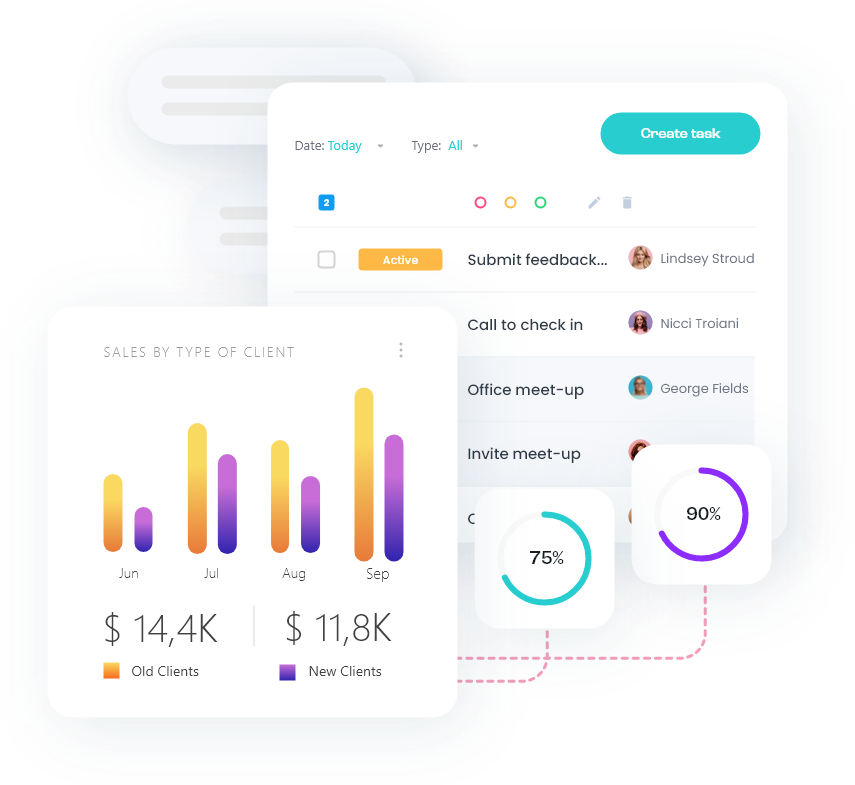 Date: Today
Type: All
Create task
2
Active
Submit feedback...
Lindsey Stroud
Call to check in
Nicci Troiani
Office meet-up
George Fields
Invite meet-up
SALES BY TYPE OF CLIENT
Jun
Jul
Aug
Sep
$ 14,4K
$ 11,8K
Old Clients
New Clients
75%
90%